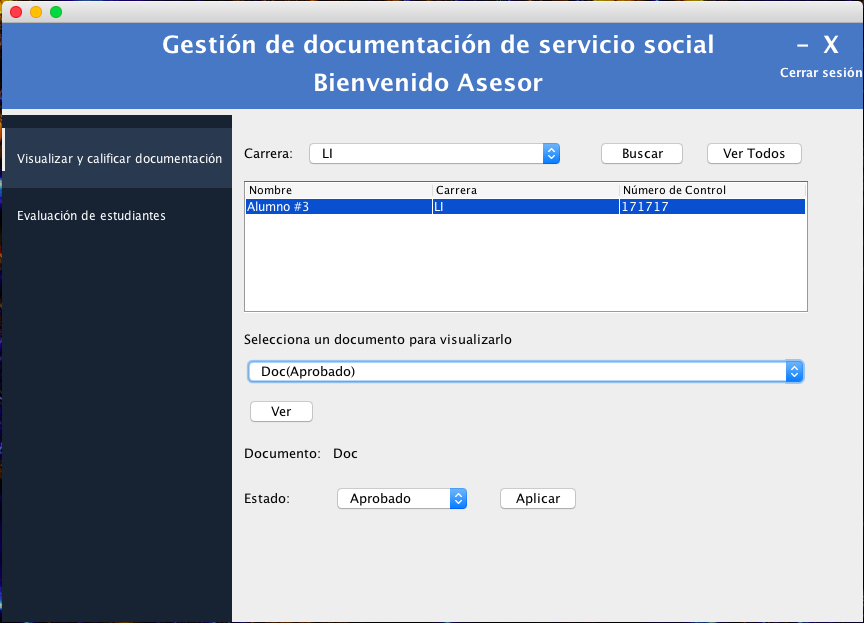 Gestión de documentación de servicio social
Bienvenido Asesor
– X
Cerrar sesión
Visualizar y calificar documentación
Evaluación de estudiantes
Carrera: LI Buscar Ver Todos
Nombre Carrera Número de Control
Alumno #3 LI 171717
Selecciona un documento para visualizarlo
Doc(Aprobado)
Ver
Documento: Doc
Estado: Aprobado Aplicar